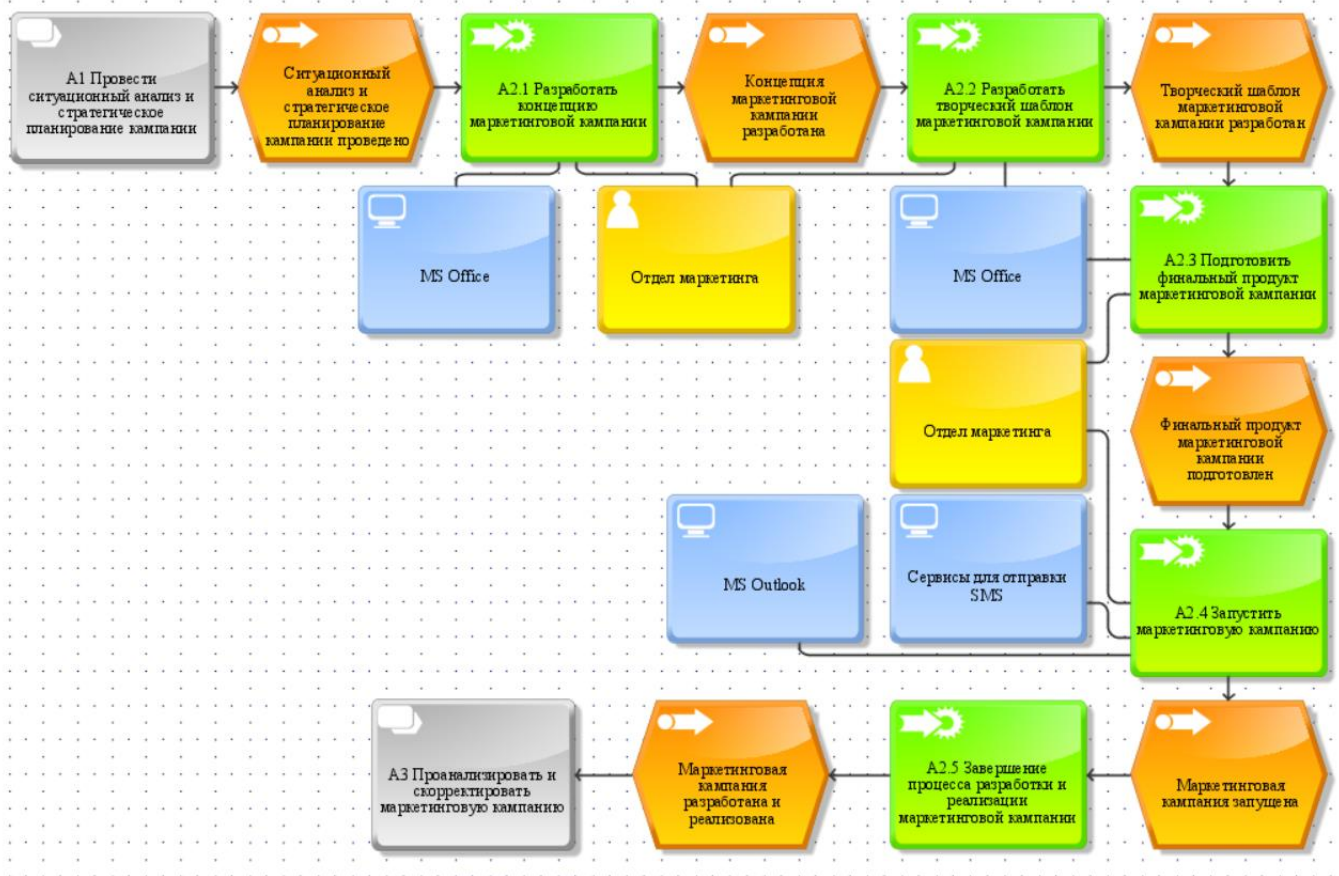 А1 Провести
ситуационный анализ и
стратегическое
планирование кампании
Ситуационный
анализ и
стратегическое
планирование
кампании проведено
А2.1 Разработать
концепцию
маркетинговой кампании
Концепция
маркетинговой
кампании
разработана
А2.2 Разработать
творческий шаблон
маркетинговой кампании
Творческий шаблон
маркетинговой
кампании разработан
MS Office
Отдел маркетинга
MS Office
А2.3 Подготовить
финальный продукт
маркетинговой кампании
Отдел маркетинга
Финальный продукт
маркетинговой
кампании
подготовлен
MS Outlook
Сервисы для отправки
SMS
А2.4 Запустить
маркетинговую кампанию
А3 Проанализировать и
скорректировать
маркетинговую кампанию
Маркетинговая
кампания
разработана и
реализована
А2.5 Завершение
процесса разработки и
реализации
маркетинговой кампании
Маркетинговая
кампания запущена